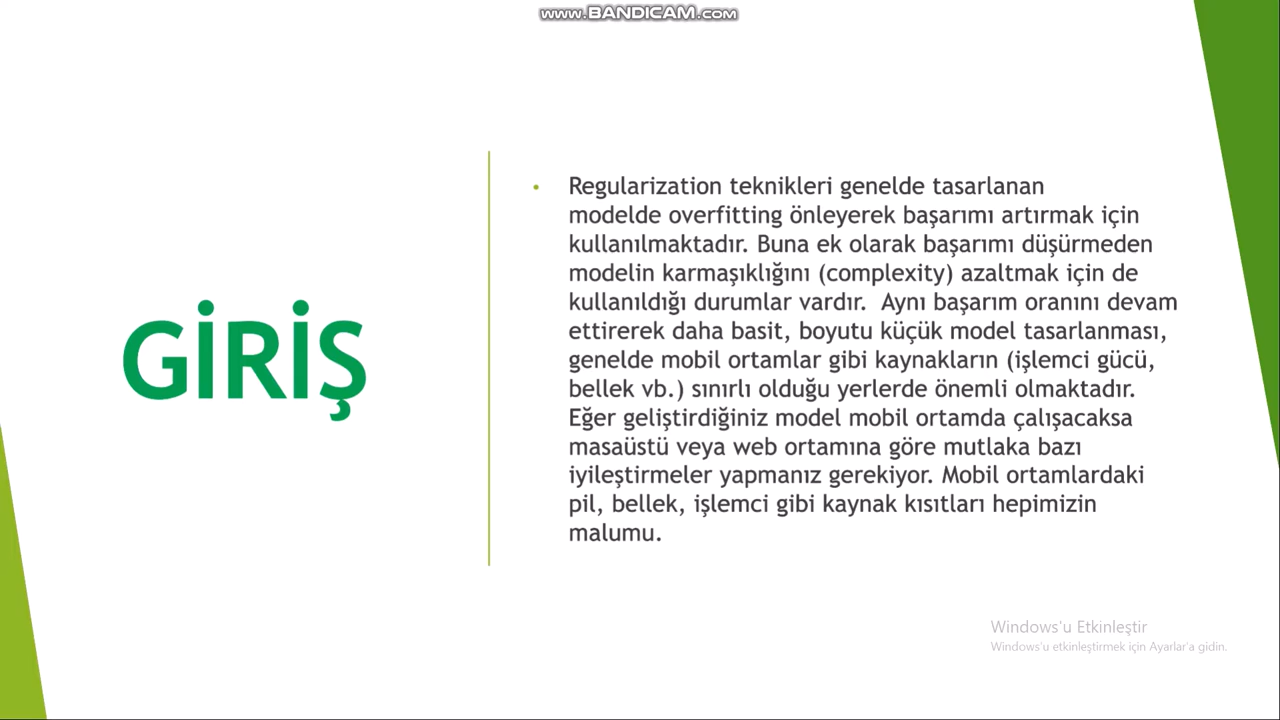 www.BANDICAM.com
GİRİŞ
• Regularization teknikleri genelde tasarlanan
modelde overfitting önleyerek başarımı artırmak için
kullanılmaktadır. Buna ek olarak başarımı düşürmeden
modelin karmaşıklığını (complexity) azaltmak için de
kullanıldığı durumlar vardır.  Aynı başarım oranını devam
ettirerek daha basit, boyutu küçük model tasarlanması,
genelde mobil ortamlar gibi kaynakların (işlemci gücü,
bellek vb.) sınırlı olduğu yerlerde önemli olmaktadır.
Eğer geliştirdiğiniz model mobil ortamda çalışacaksa
masaüstü veya web ortamına göre mutlaka bazı
iyileştirmeler yapmanız gerekiyor. Mobil ortamlardaki
pil, bellek, işlemci gibi kaynak kısıtları hepimizin
malumu.
Windows'u Etkinleştir
Windows'u etkinleştirmek için Ayarlar'a gidin.